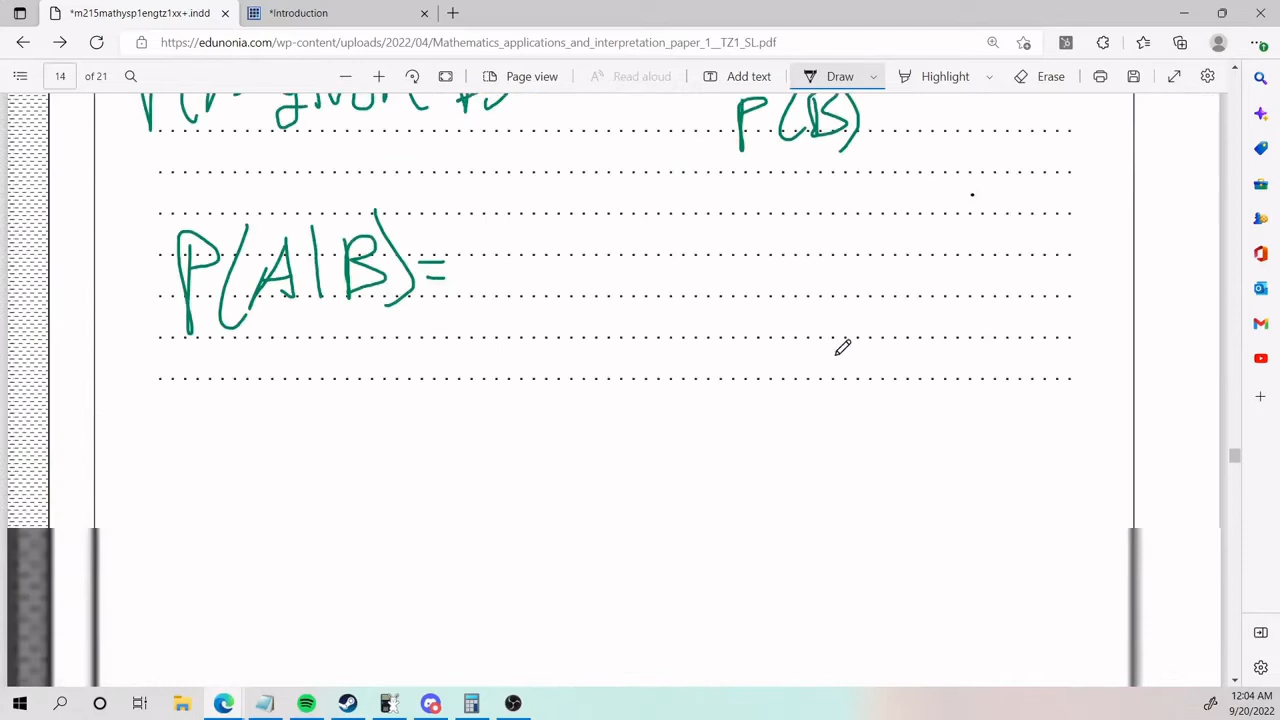 *m215mathysp1engtz1xx+.indd
*Introduction
https://edunonia.com/wp-content/uploads/2022/04/Mathematics_applications_and_interpretation_paper_1__TZ1_SL.pdf
14 of 21
Page view
Read aloud
Add text
Draw
Highlight
Erase
given
P(B)
P(A|B)=
12:04 AM
9/20/2022